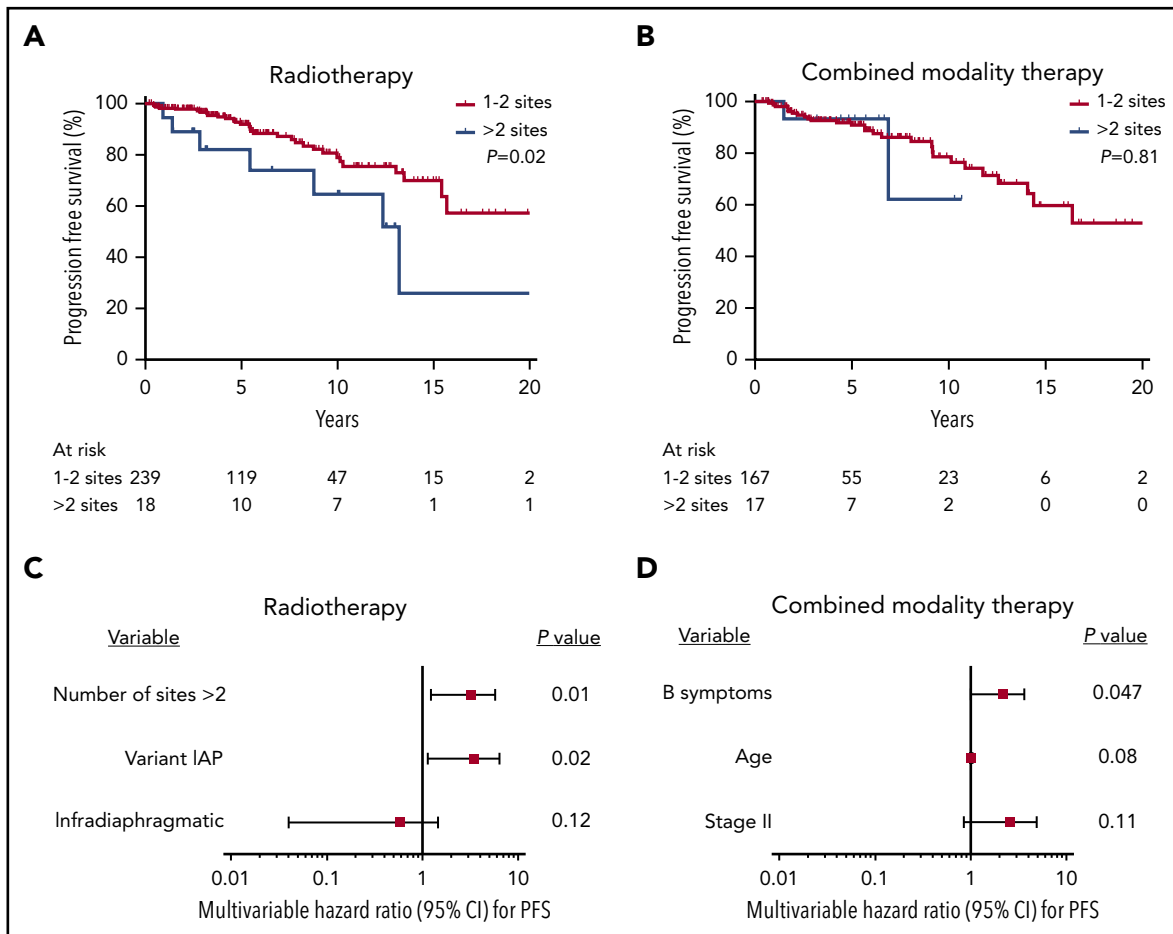 A
Radiotherapy
Progression free survival (%)
100
80
60
40
20
0
1-2 sites
>2 sites
P=0.02
0 5 10 15 20
Years
At risk
1-2 sites 239 119 47 15 2
>2 sites 18 10 7 1 1
B
Combined modality therapy
Progression free survival (%)
100
80
60
40
20
0
1-2 sites
>2 sites
P=0.81
0 5 10 15 20
Years
At risk
1-2 sites 167 55 23 6 2
>2 sites 17 7 2 0 0
C
Radiotherapy
Variable P value
Number of sites >2 0.01
Variant IAP 0.02
Infradiaphragmatic 0.12
0.01 0.1 1 10
Multivariable hazard ratio (95% CI) for PFS
D
Combined modality therapy
Variable P value
B symptoms 0.047
Age 0.08
Stage II 0.11
0.01 0.1 1 10
Multivariable hazard ratio (95% CI) for PFS